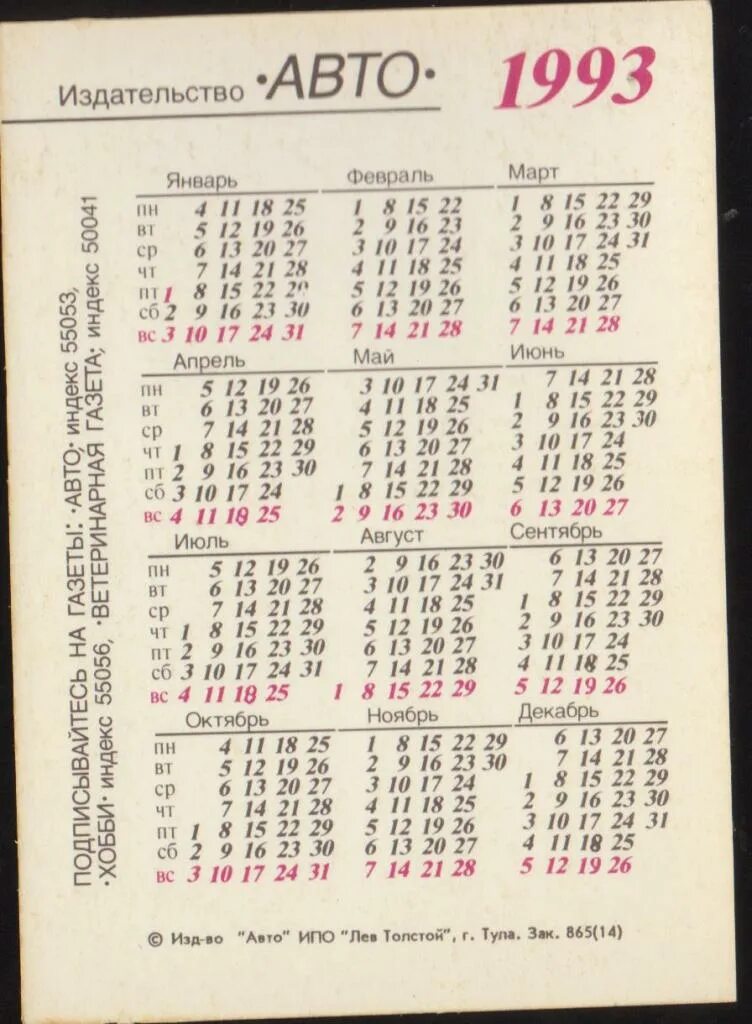 Издательство •АВТО• 1993
Январь Февраль Март
пн 4 11 18 25 1 8 15 22 1 8 15 22 29
вт 5 12 19 26 2 9 16 23 2 9 16 23 30
ср 6 13 20 27 3 10 17 24 3 10 17 24 31
чт 7 14 21 28 4 11 18 25 4 11 18 25
пт 1 8 15 22 29 5 12 19 26 5 12 19 26
сб 2 9 16 23 30 6 13 20 27 6 13 20 27
вс 3 10 17 24 31 7 14 21 28 7 14 21 28
Апрель Май Июнь
пн 5 12 19 26 3 10 17 24 31 7 14 21 28
вт 6 13 20 27 4 11 18 25 1 8 15 22 29
ср 7 14 21 28 5 12 19 26 2 9 16 23 30
чт 1 8 15 22 29 6 13 20 27 3 10 17 24
пт 2 9 16 23 30 7 14 21 28 4 11 18 25
сб 3 10 17 24 1 8 15 22 29 5 12 19 26
вс 4 11 18 25 2 9 16 23 30 6 13 20 27
Июль Август Сентябрь
пн 5 12 19 26 2 9 16 23 30 6 13 20 27
вт 6 13 20 27 3 10 17 24 31 7 14 21 28
ср 7 14 21 28 4 11 18 25 1 8 15 22 29
чт 1 8 15 22 29 5 12 19 26 2 9 16 23 30
пт 2 9 16 23 30 6 13 20 27 3 10 17 24
сб 3 10 17 24 31 7 14 21 28 4 11 18 25
вс 4 11 18 25 1 8 15 22 29 5 12 19 26
Октябрь Ноябрь Декабрь
пн 4 11 18 25 1 8 15 22 29 6 13 20 27
вт 5 12 19 26 2 9 16 23 30 7 14 21 28
ср 6 13 20 27 3 10 17 24 1 8 15 22 29
чт 7 14 21 28 4 11 18 25 2 9 16 23 30
пт 1 8 15 22 29 5 12 19 26 3 10 17 24 31
сб 2 9 16 23 30 6 13 20 27 4 11 18 25
вс 3 10 17 24 31 7 14 21 28 5 12 19 26
ПОДПИСЫВАЙТЕСЬ НА ГАЗЕТЫ: •АВТО• индекс 55053,
•ХОББИ• индекс 55056, •ВЕТЕРИНАРНАЯ ГАЗЕТА; индекс 50041
© Изд-во "Авто" ИПО "Лев Толстой", г. Тула. Зак. 865(14)